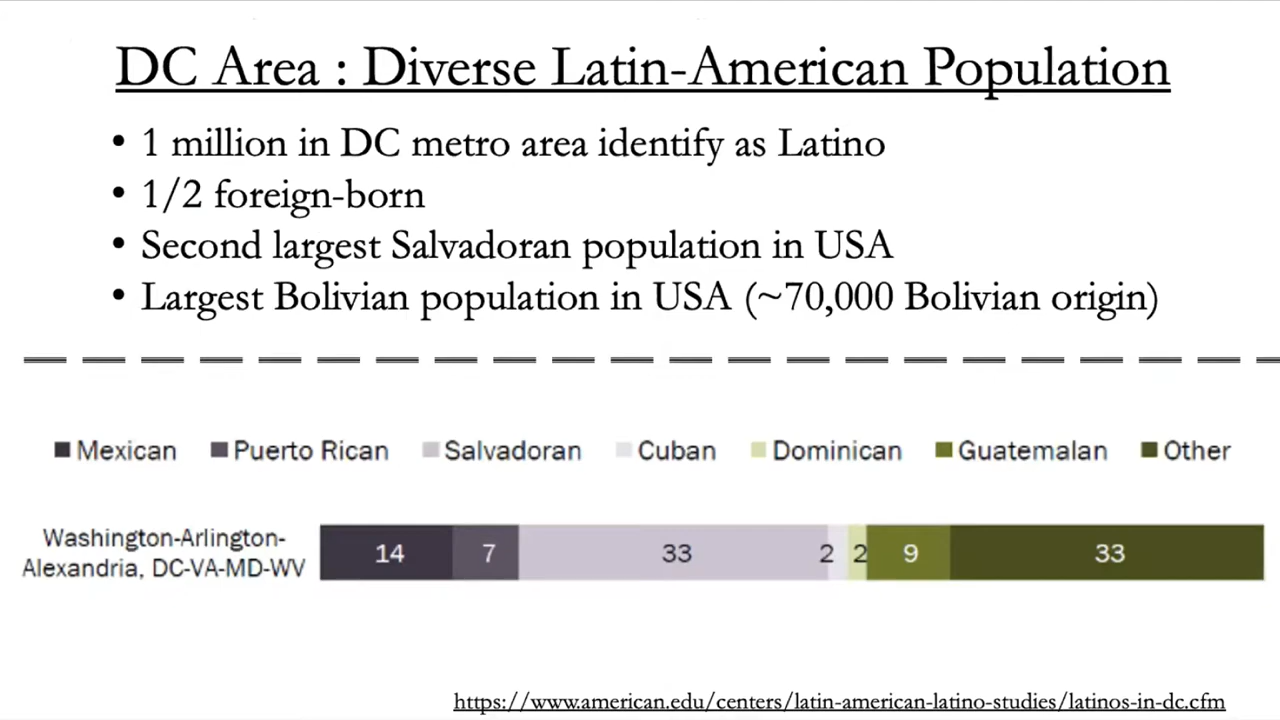 DC Area : Diverse Latin-American Population
• 1 million in DC metro area identify as Latino
• 1/2 foreign-born
• Second largest Salvadoran population in USA
• Largest Bolivian population in USA (~70,000 Bolivian origin)
Mexican Puerto Rican Salvadoran Cuban Dominican Guatemalan Other
Washington-Arlington-
Alexandria, DC-VA-MD-WV
14 7 33 2 2 9 33
https://www.american.edu/centers/latin-american-latino-studies/latinos-in-dc.cfm